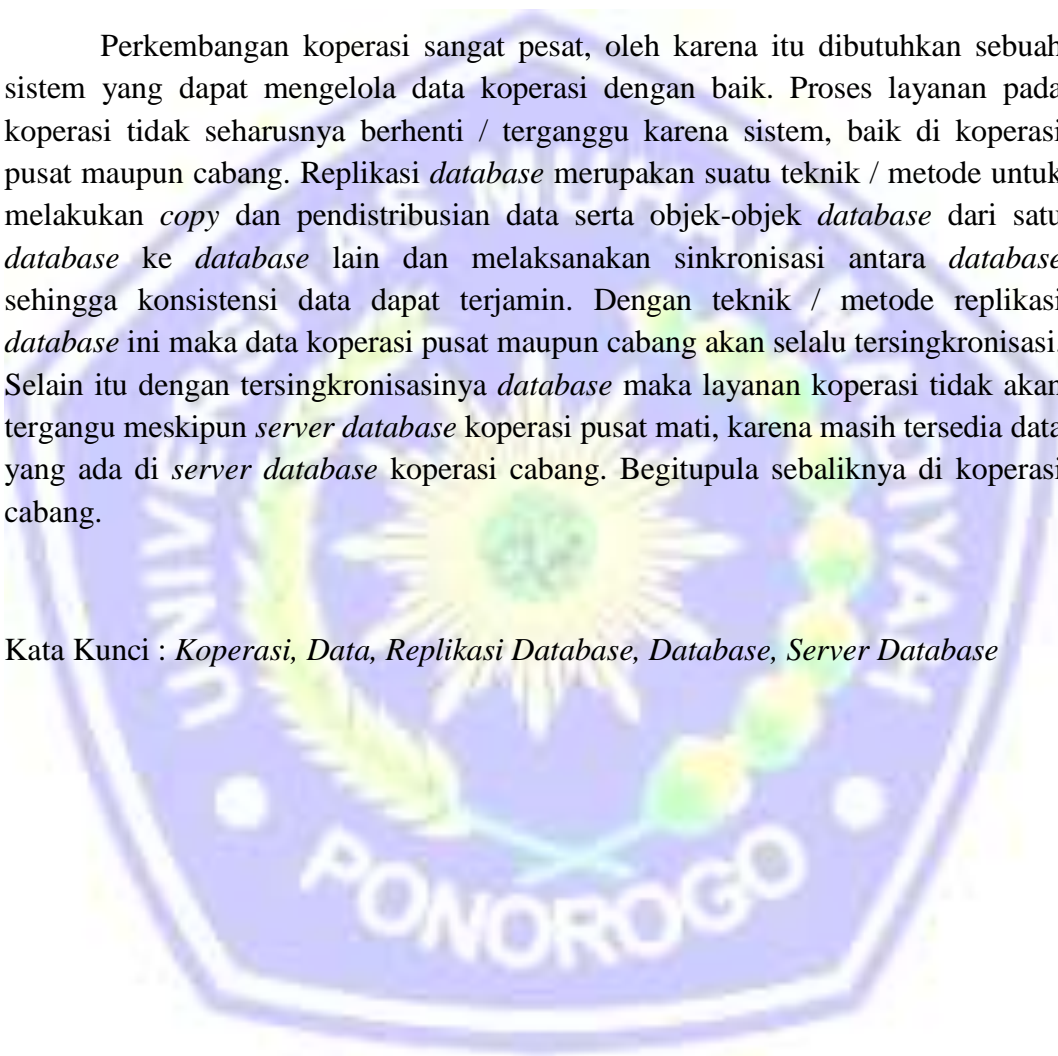 Perkembangan koperasi sangat pesat, oleh karena itu dibutuhkan sebuah
sistem yang dapat mengelola data koperasi dengan baik. Proses layanan pada
koperasi tidak seharusnya berhenti / terganggu karena sistem, baik di koperasi
pusat maupun cabang. Replikasi database merupakan suatu teknik / metode untuk
melakukan copy dan pendistribusian data serta objek-objek database dari satu
database ke database lain dan melaksanakan sinkronisasi antara database
sehingga konsistensi data dapat terjamin. Dengan teknik / metode replikasi
database ini maka data koperasi pusat maupun cabang akan selalu tersingkronisasi.
Selain itu dengan tersingkronisasinya database maka layanan koperasi tidak akan
tergangu meskipun server database koperasi pusat mati, karena masih tersedia data
yang ada di server database koperasi cabang. Begitupula sebaliknya di koperasi
cabang.
Kata Kunci : Koperasi, Data, Replikasi Database, Database, Server Database
UNIVERSITAS MUHAMMADIYAH
PONOROGO